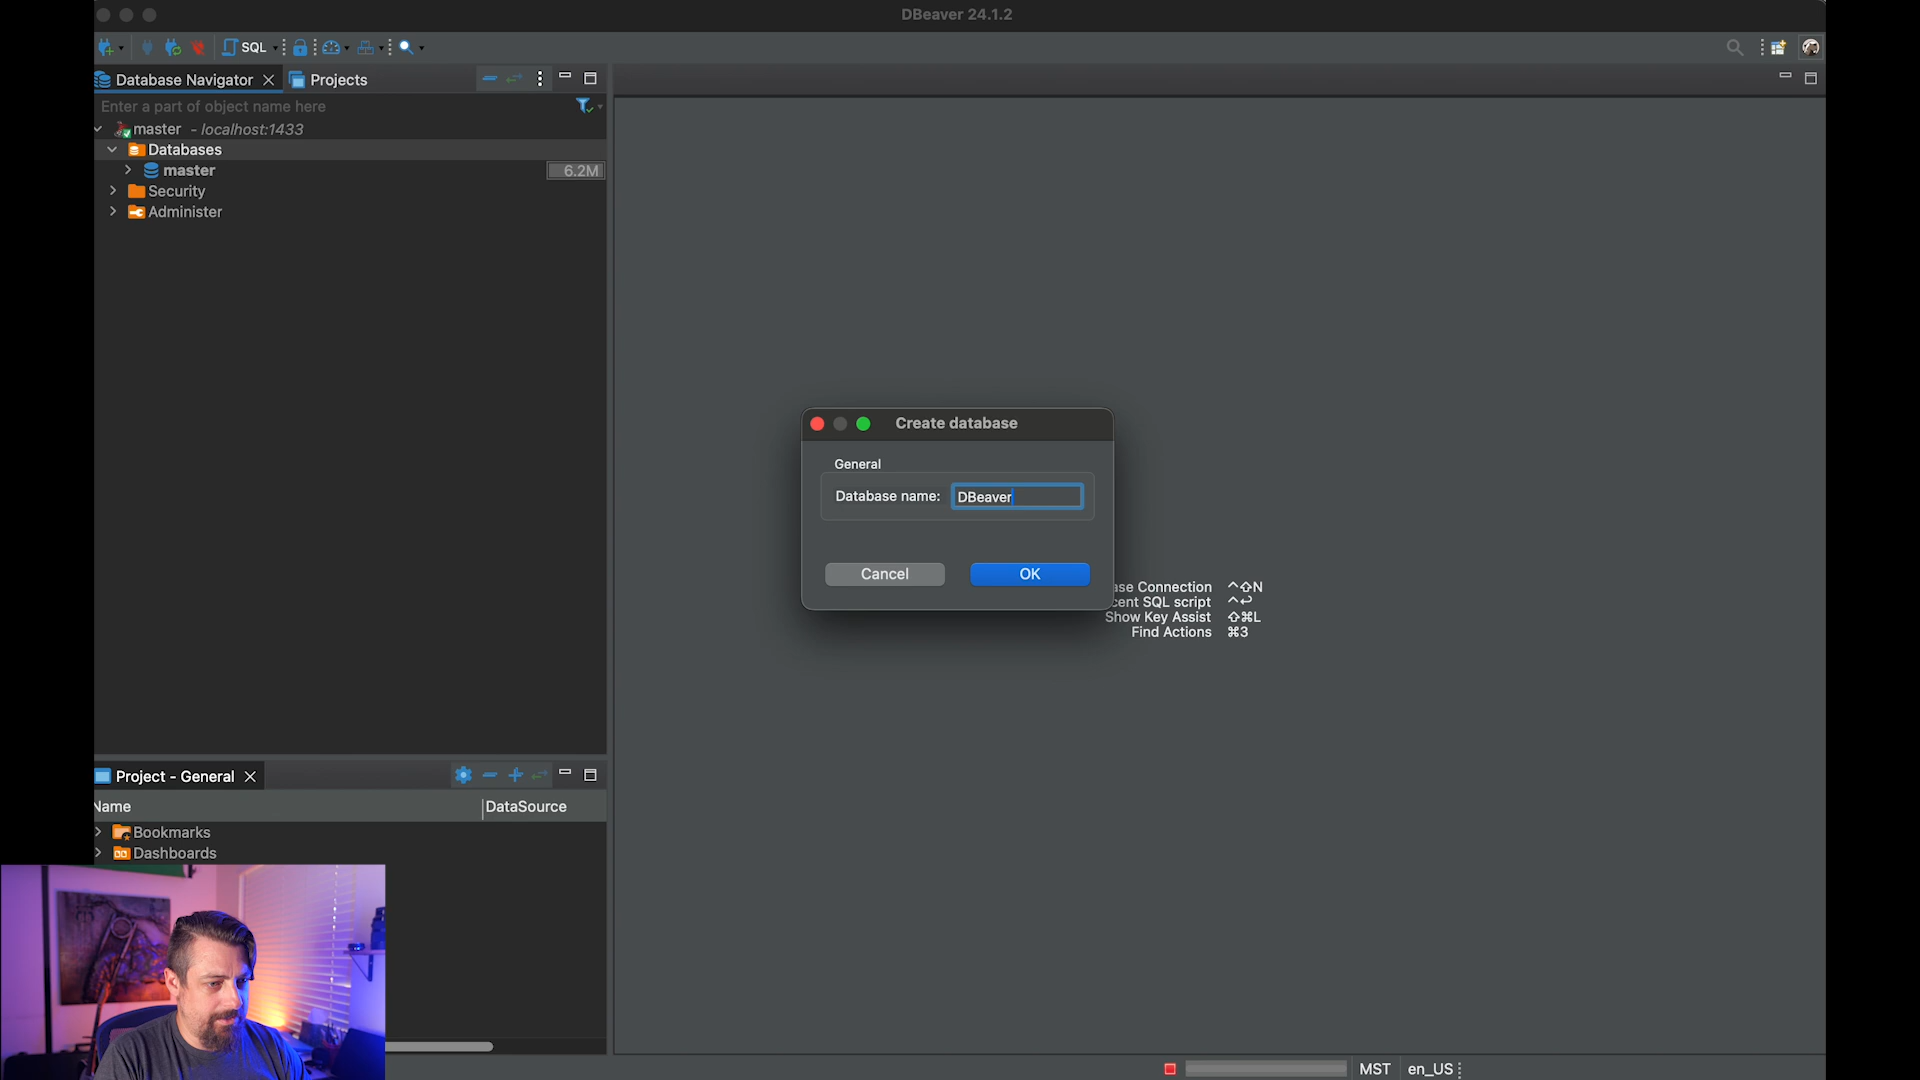 DBeaver 24.1.2
SQL
Database Navigator
Projects
Enter a part of object name here
master - localhost:1433
Databases
master 6.2M
Security
Administer
Create database
General
Database name: DBeaver
Cancel OK
ase Connection ^⇧N
cent SQL script ^↩
Show Key Assist ⇧⌘L
Find Actions ⌘3
Project - General
Name DataSource
Bookmarks
Dashboards
MST en_US